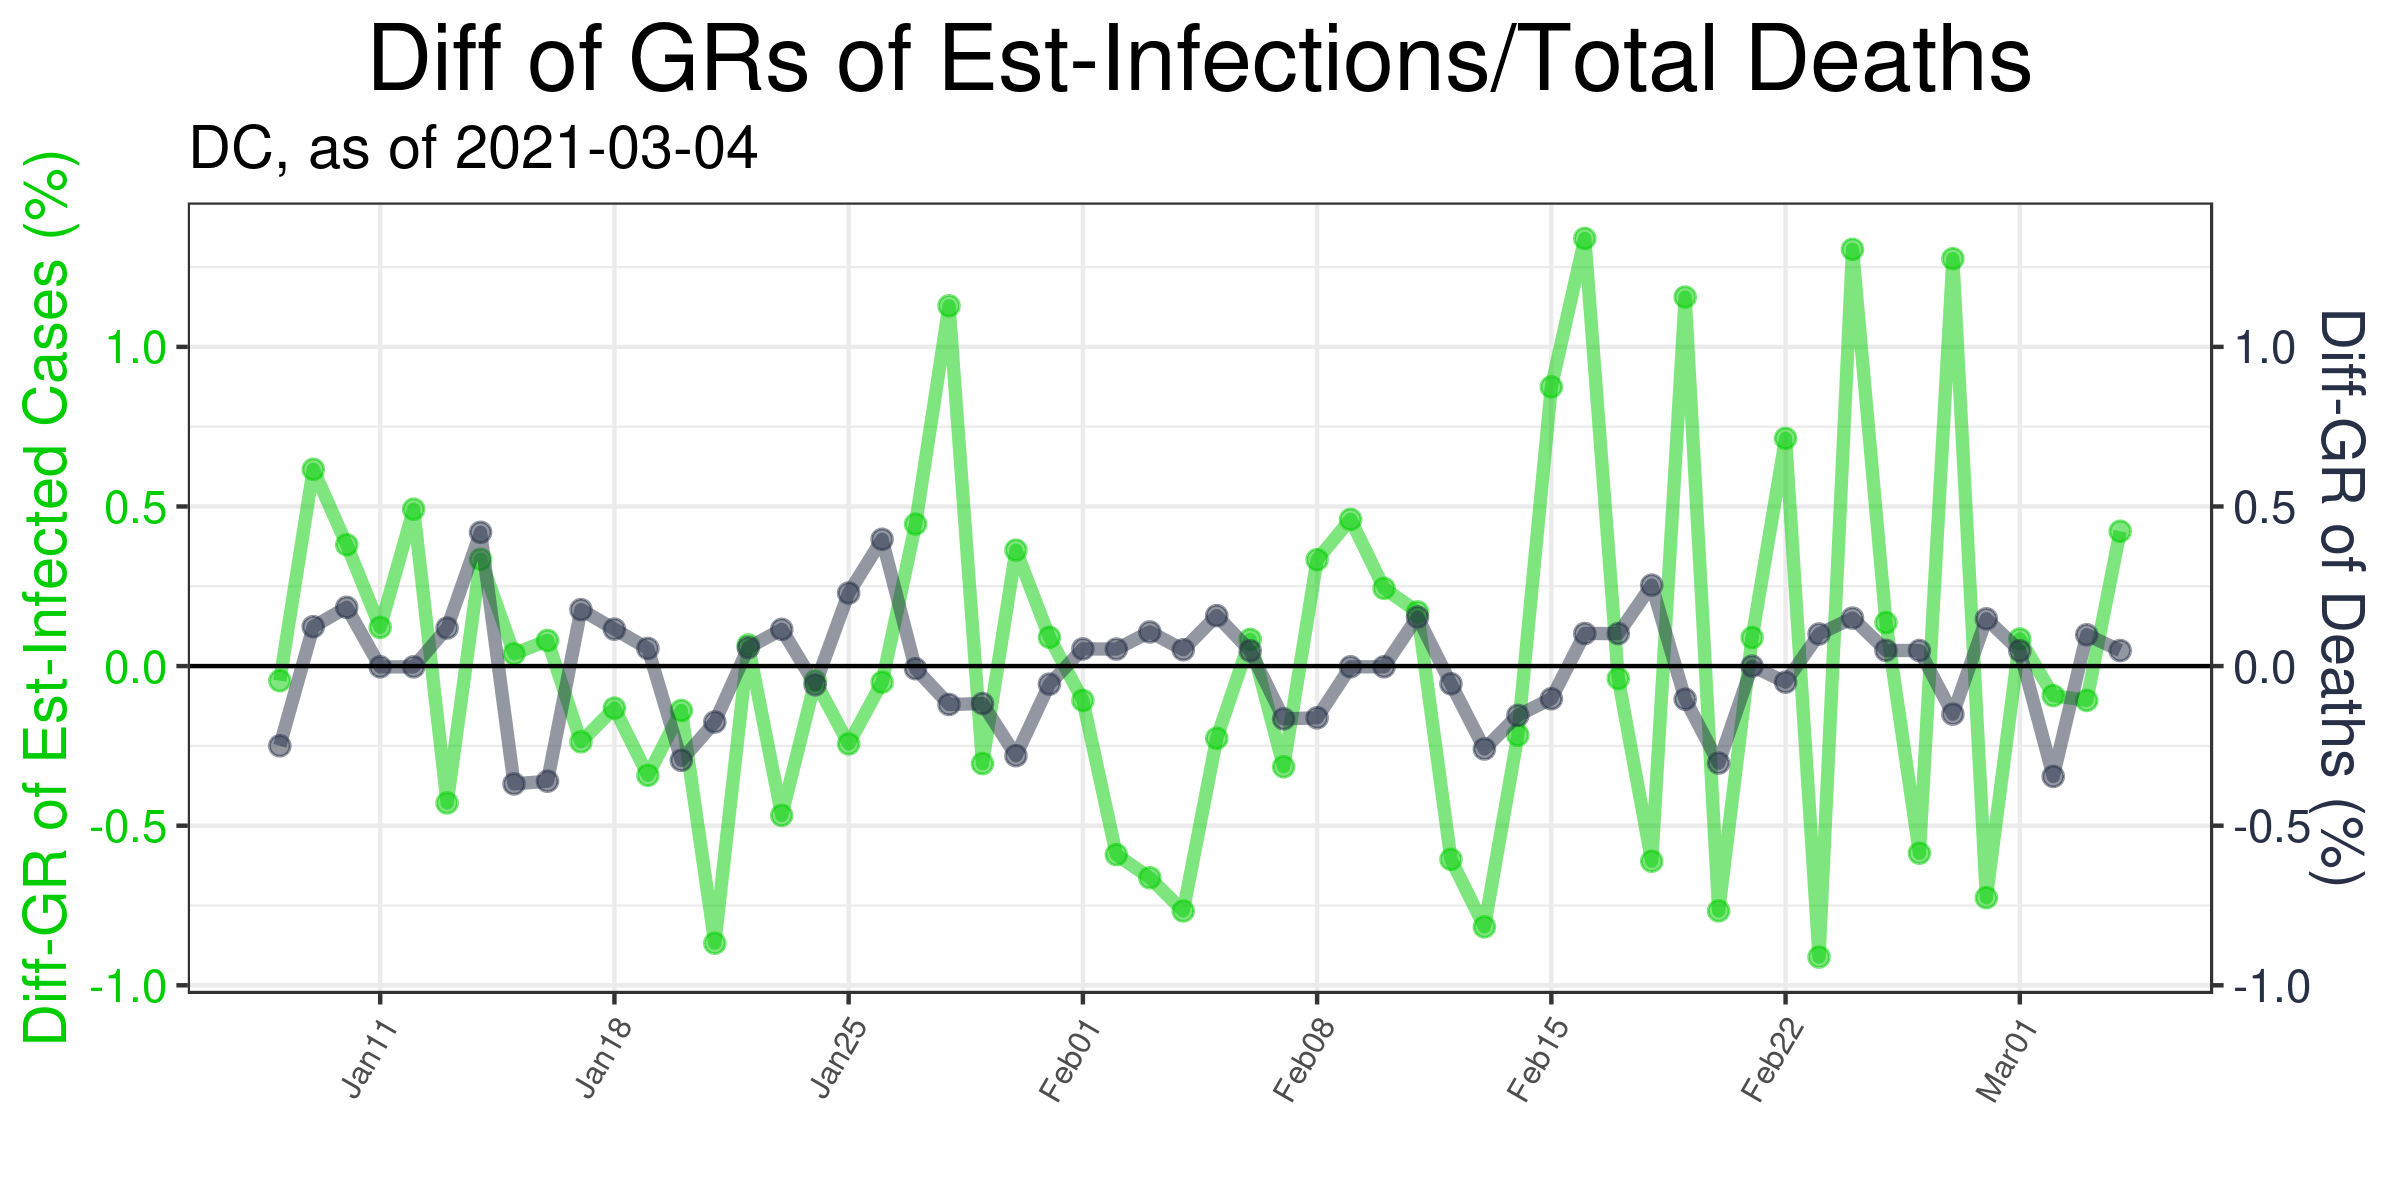 Diff of GRs of Est-Infections/Total Deaths
DC, as of 2021-03-04
Diff-GR of Est-Infected Cases (%)
1.0
0.5
0.0
-0.5
-1.0
1.0
0.5
0.0
-0.5
-1.0
Diff-GR of Deaths (%)
Jan11
Jan18
Jan25
Feb01
Feb08
Feb15
Feb22
Mar01